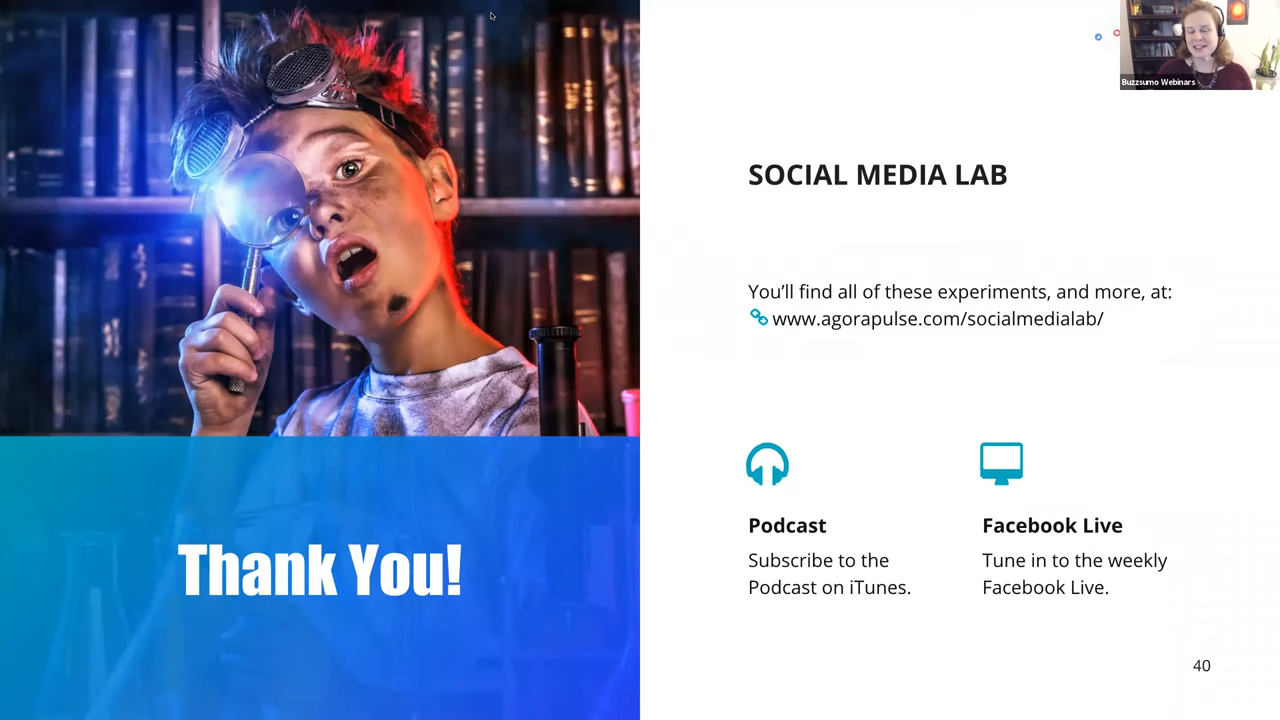 Buzzsumo Webinars
SOCIAL MEDIA LAB
You'll find all of these experiments, and more, at:
www.agorapulse.com/socialmedialab/
Podcast
Subscribe to the
Podcast on iTunes.
Facebook Live
Tune in to the weekly
Facebook Live.
Thank You!
40